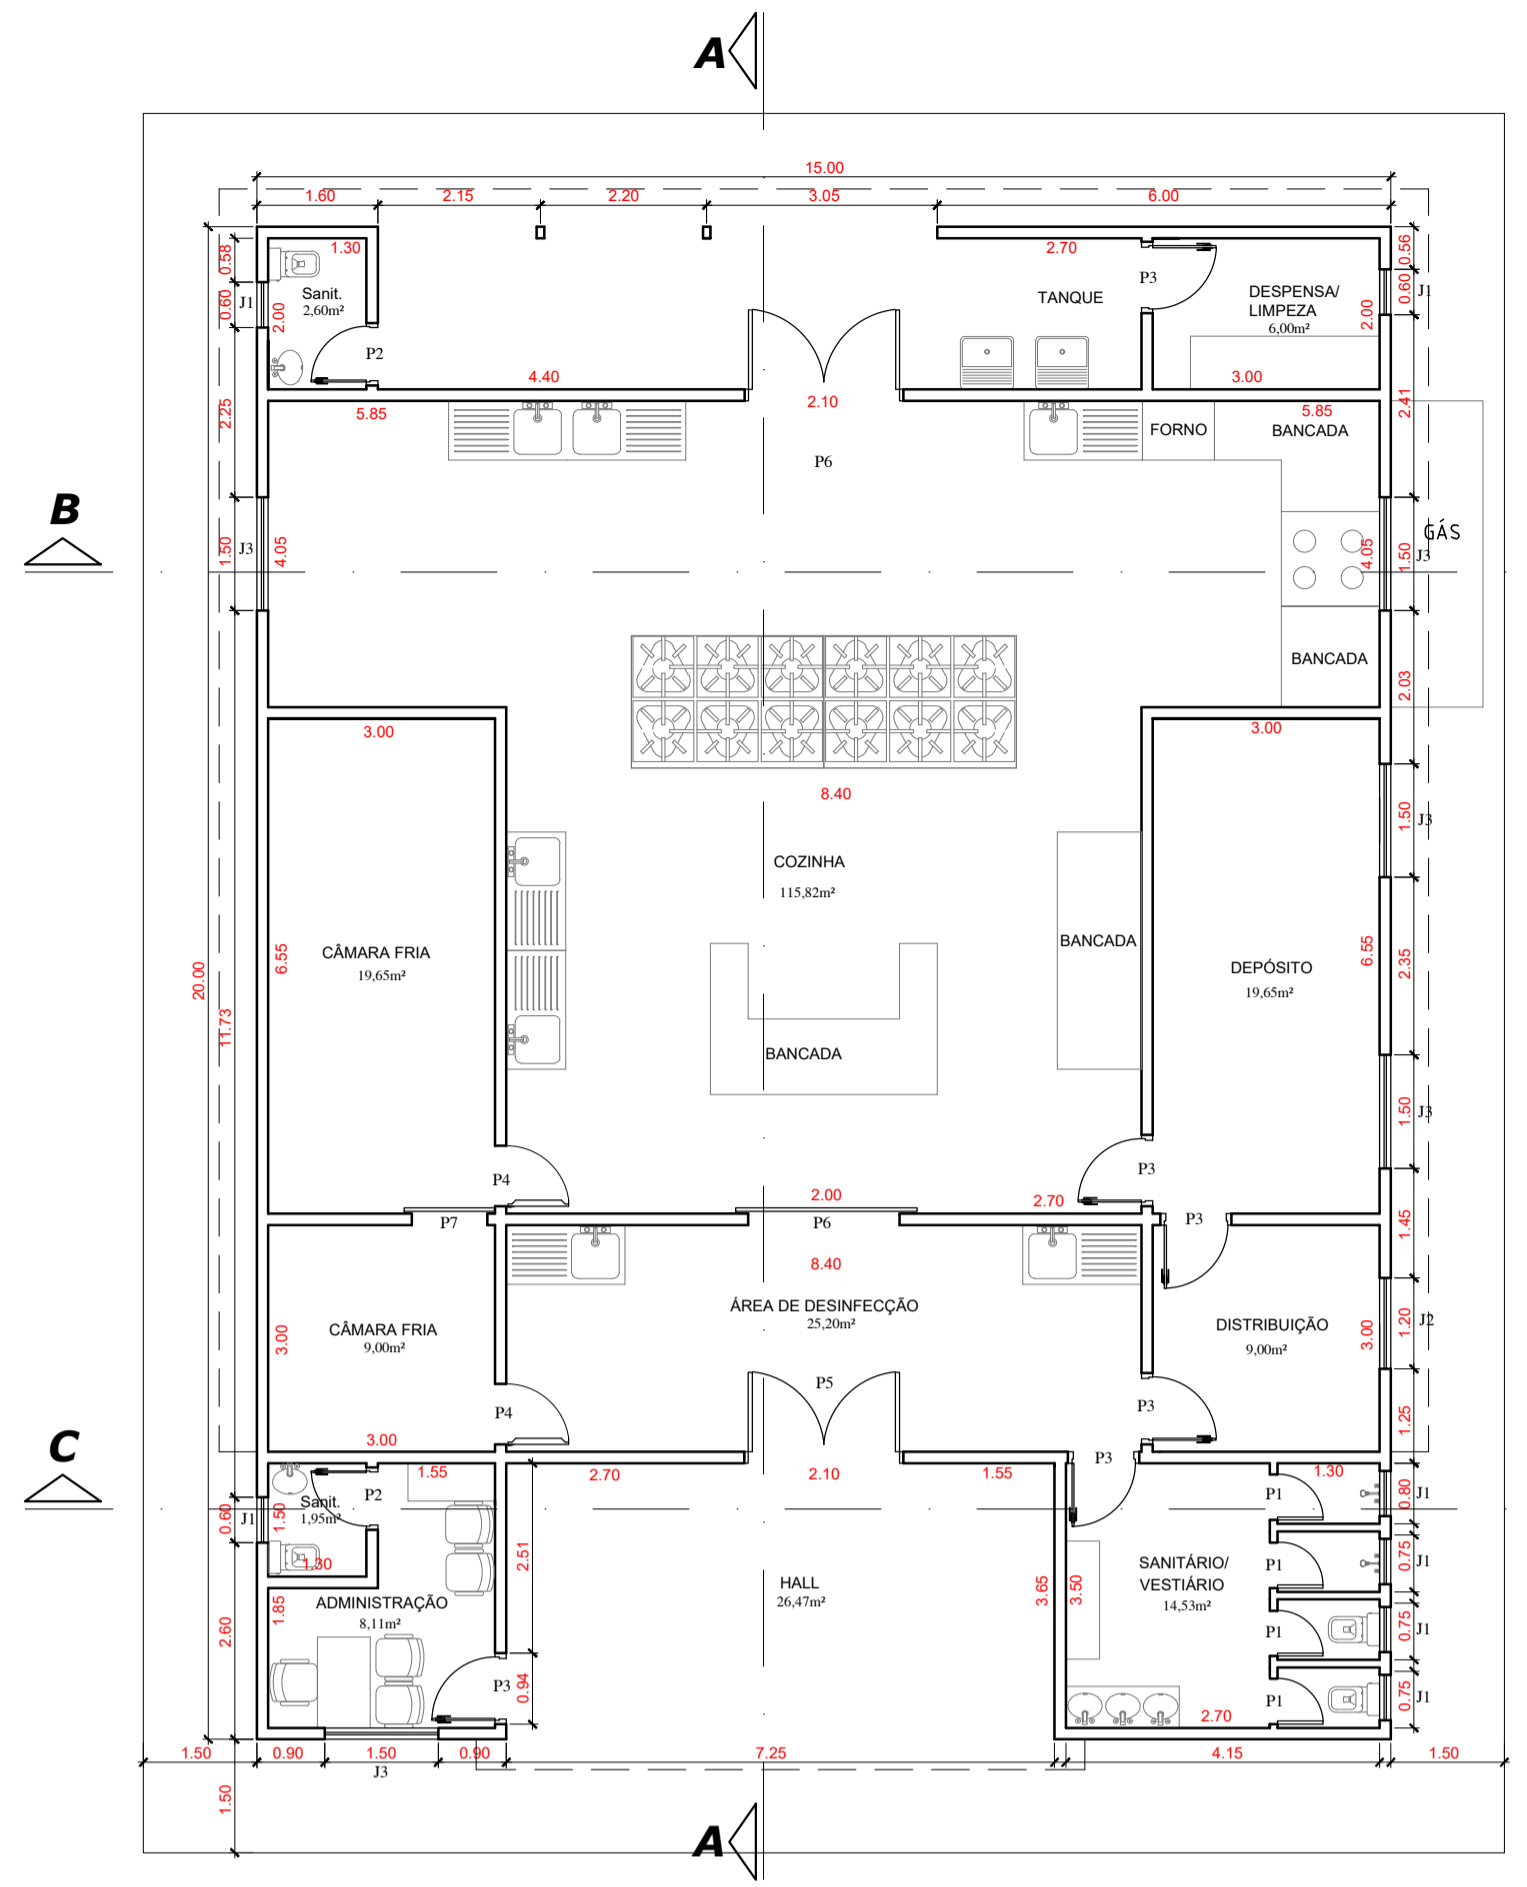 A
15.00
1.60
2.15
2.20
3.05
6.00
0.58
1.30
2.70
0.56
P3
J1
Sanit.
2,60m²
0.60
2.00
TANQUE
DESPENSA/
LIMPEZA
6,00m²
2.00
0.60
J1
P2
4.40
3.00
2.25
5.85
2.10
5.85
2.41
FORNO
BANCADA
P6
B
GÁS
J3
1.50
4.05
4.05
1.50
J3
BANCADA
2.03
3.00
3.00
8.40
1.50
J3
COZINHA
115,82m²
BANCADA
CÂMARA FRIA
19,65m²
6.55
DEPÓSITO
19,65m²
6.55
2.35
20.00
11.73
BANCADA
1.50
J3
P4
P3
2.00
2.70
P7
P6
P3
1.45
8.40
ÁREA DE DESINFECÇÃO
25,20m²
CÂMARA FRIA
9,00m²
3.00
DISTRIBUIÇÃO
9,00m²
3.00
1.20
J2
P5
P4
P3
1.25
C
3.00
1.55
2.70
2.10
1.55
P3
1.30
P2
P1
0.80
J1
Sanit.
1,95m²
1.50
0.60
J1
1.30
2.51
P1
0.75
J1
SANITÁRIO/
VESTIÁRIO
14,53m²
HALL
26,47m²
3.65
3.50
ADMINISTRAÇÃO
8,11m²
1.85
2.60
P1
0.75
J1
P3
0.94
P1
0.75
J1
2.70
1.50
0.90
1.50
0.90
7.25
4.15
1.50
J3
1.50
A